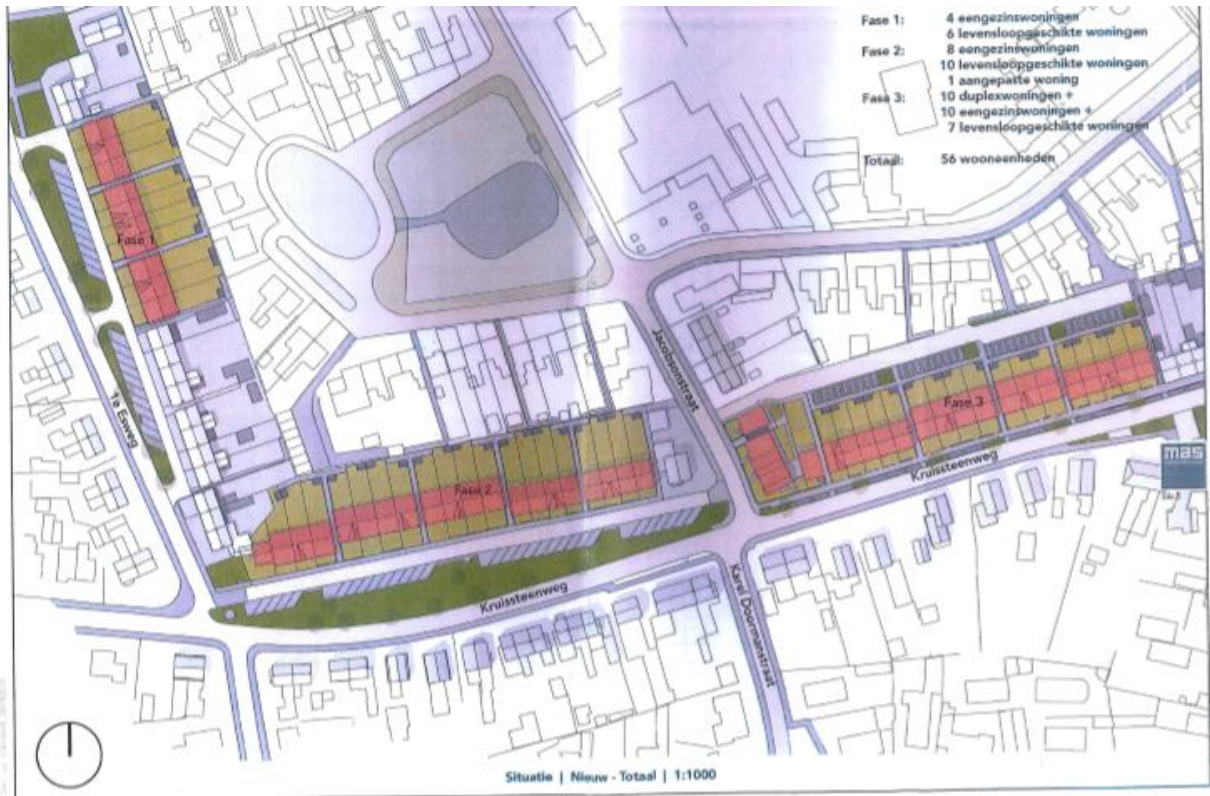 Fase 1: 4 eengezinswoningen
6 levensloopgeschikte woningen
Fase 2: 8 eengezinswoningen
10 levensloopgeschikte woningen
1 aangepaste woning
Fase 3: 10 duplexwoningen +
10 eengezinswoningen +
7 levensloopgeschikte woningen
Totaal: 56 wooneenheden
Fase 1
Jacobsonstraat
1e Esweg
Fase 3
Kruissteenweg
mas
Fase 2
Kruissteenweg
Karel Doormanstraat
Situatie | Nieuw - Totaal | 1:1000